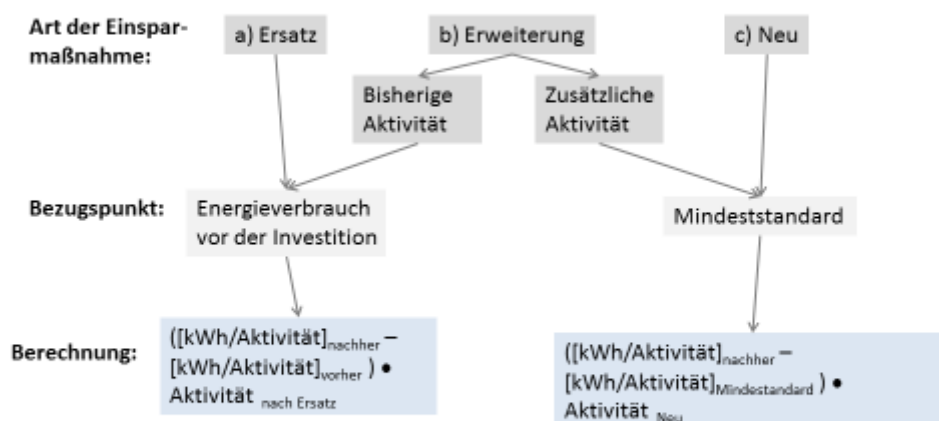 Art der Einspar-
maßnahme:
a) Ersatz
b) Erweiterung
c) Neu
Bisherige
Aktivität
Zusätzliche
Aktivität
Bezugspunkt:
Energieverbrauch
vor der Investition
Mindeststandard
Berechnung:
([kWh/Aktivität]nachher –
[kWh/Aktivität]vorher ) •
Aktivität nach Ersatz
([kWh/Aktivität]nachher –
[kWh/Aktivität]Mindestandard ) •
Aktivität Neu